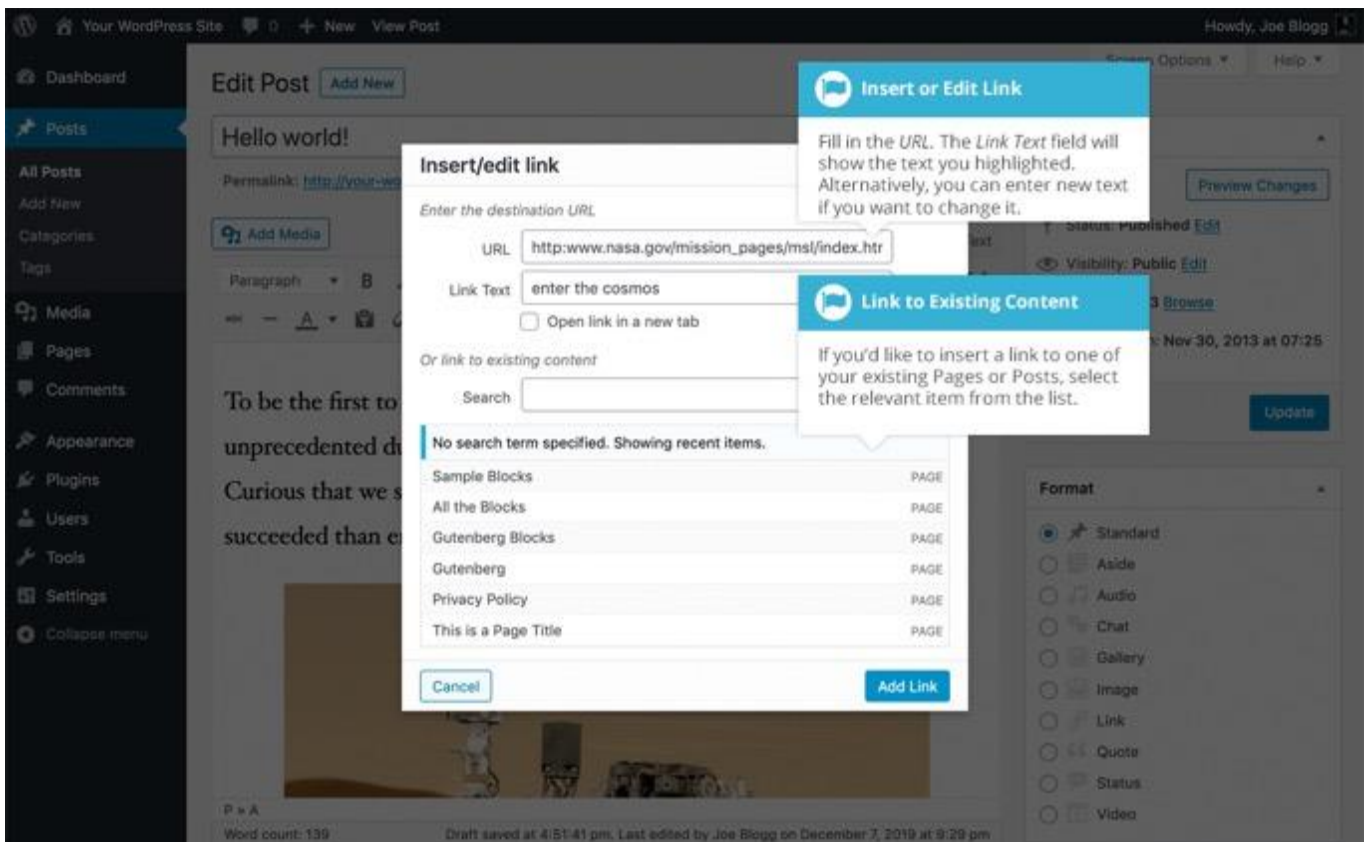 Your WordPress Site 0 + New View Post
Howdy, Joe Blogg
Screen Options Help
Dashboard
Posts
All Posts
Add New
Categories
Tags
Media
Pages
Comments
Appearance
Plugins
Users
Tools
Settings
Collapse menu
Edit Post Add New
Hello world!
Permalink: http://your-wo
Add Media
Paragraph B
A
To be the first to
unprecedented du
Curious that we s
succeeded than e
P » A
Word count: 139
Draft saved at 4:51:41 pm. Last edited by Joe Blogg on December 7, 2019 at 9:29 pm
Insert/edit link
Enter the destination URL
URL http:www.nasa.gov/mission_pages/msl/index.htr
Link Text enter the cosmos
Open link in a new tab
Or link to existing content
Search
No search term specified. Showing recent items.
Sample Blocks PAGE
All the Blocks PAGE
Gutenberg Blocks PAGE
Gutenberg PAGE
Privacy Policy PAGE
This is a Page Title PAGE
Cancel Add Link
Insert or Edit Link
Fill in the URL. The Link Text field will
show the text you highlighted.
Alternatively, you can enter new text
if you want to change it.
Link to Existing Content
If you'd like to insert a link to one of
your existing Pages or Posts, select
the relevant item from the list.
Preview Changes
Status: Published Edit
Visibility: Public Edit
3 Browse
: Nov 30, 2013 at 07:25
Update
Format
Standard
Aside
Audio
Chat
Gallery
Image
Link
Quote
Status
Video